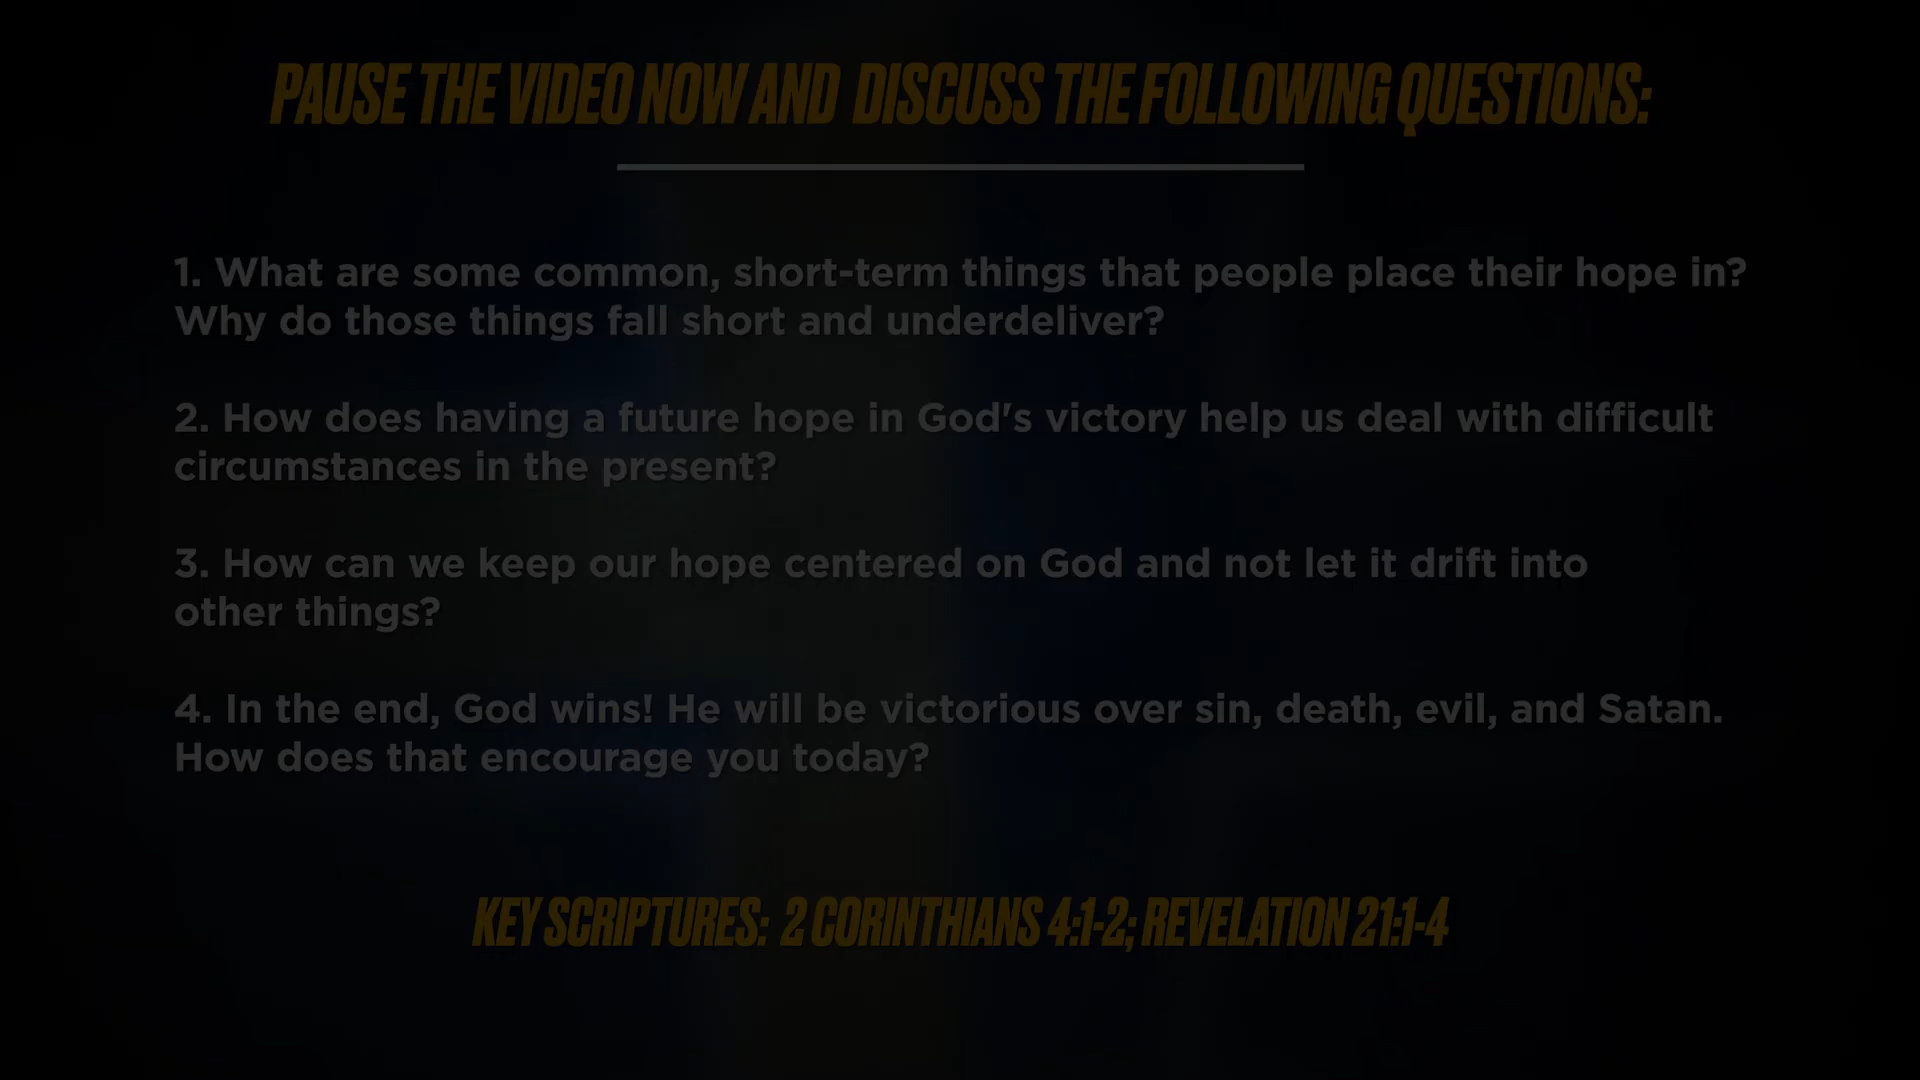 PAUSE THE VIDEO NOW AND DISCUSS THE FOLLOWING QUESTIONS:
1. What are some common, short-term things that people place their hope in?
Why do those things fall short and underdeliver?
2. How does having a future hope in God's victory help us deal with difficult
circumstances in the present?
3. How can we keep our hope centered on God and not let it drift into
other things?
4. In the end, God wins! He will be victorious over sin, death, evil, and Satan.
How does that encourage you today?
KEY SCRIPTURES: 2 CORINTHIANS 4:1-2; REVELATION 21:1-4